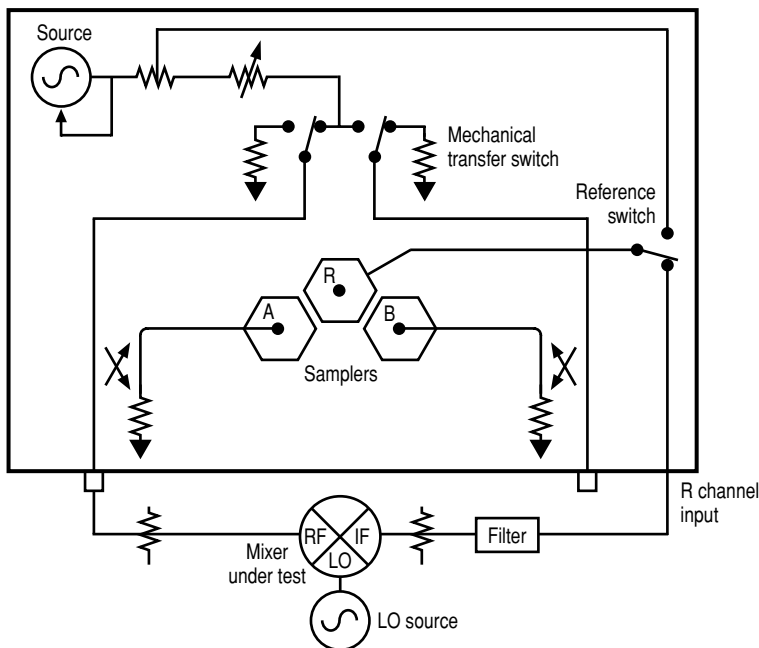 Source
Mechanical
transfer switch
Reference
switch
R
A
B
Samplers
R channel
input
RF
IF
LO
Filter
Mixer
under test
LO source